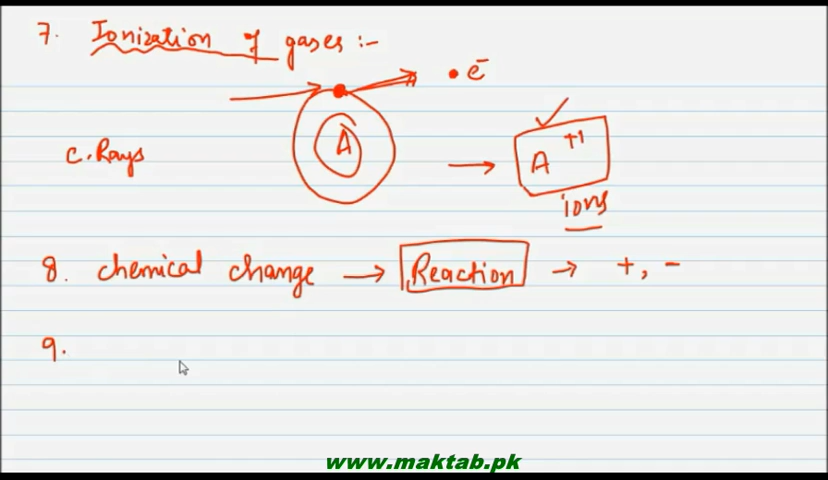 7. Ionization of gases :-
• e⁻
c. Rays A → A +1
ions
8. chemical change → Reaction → +, -
9.
www.maktab.pk